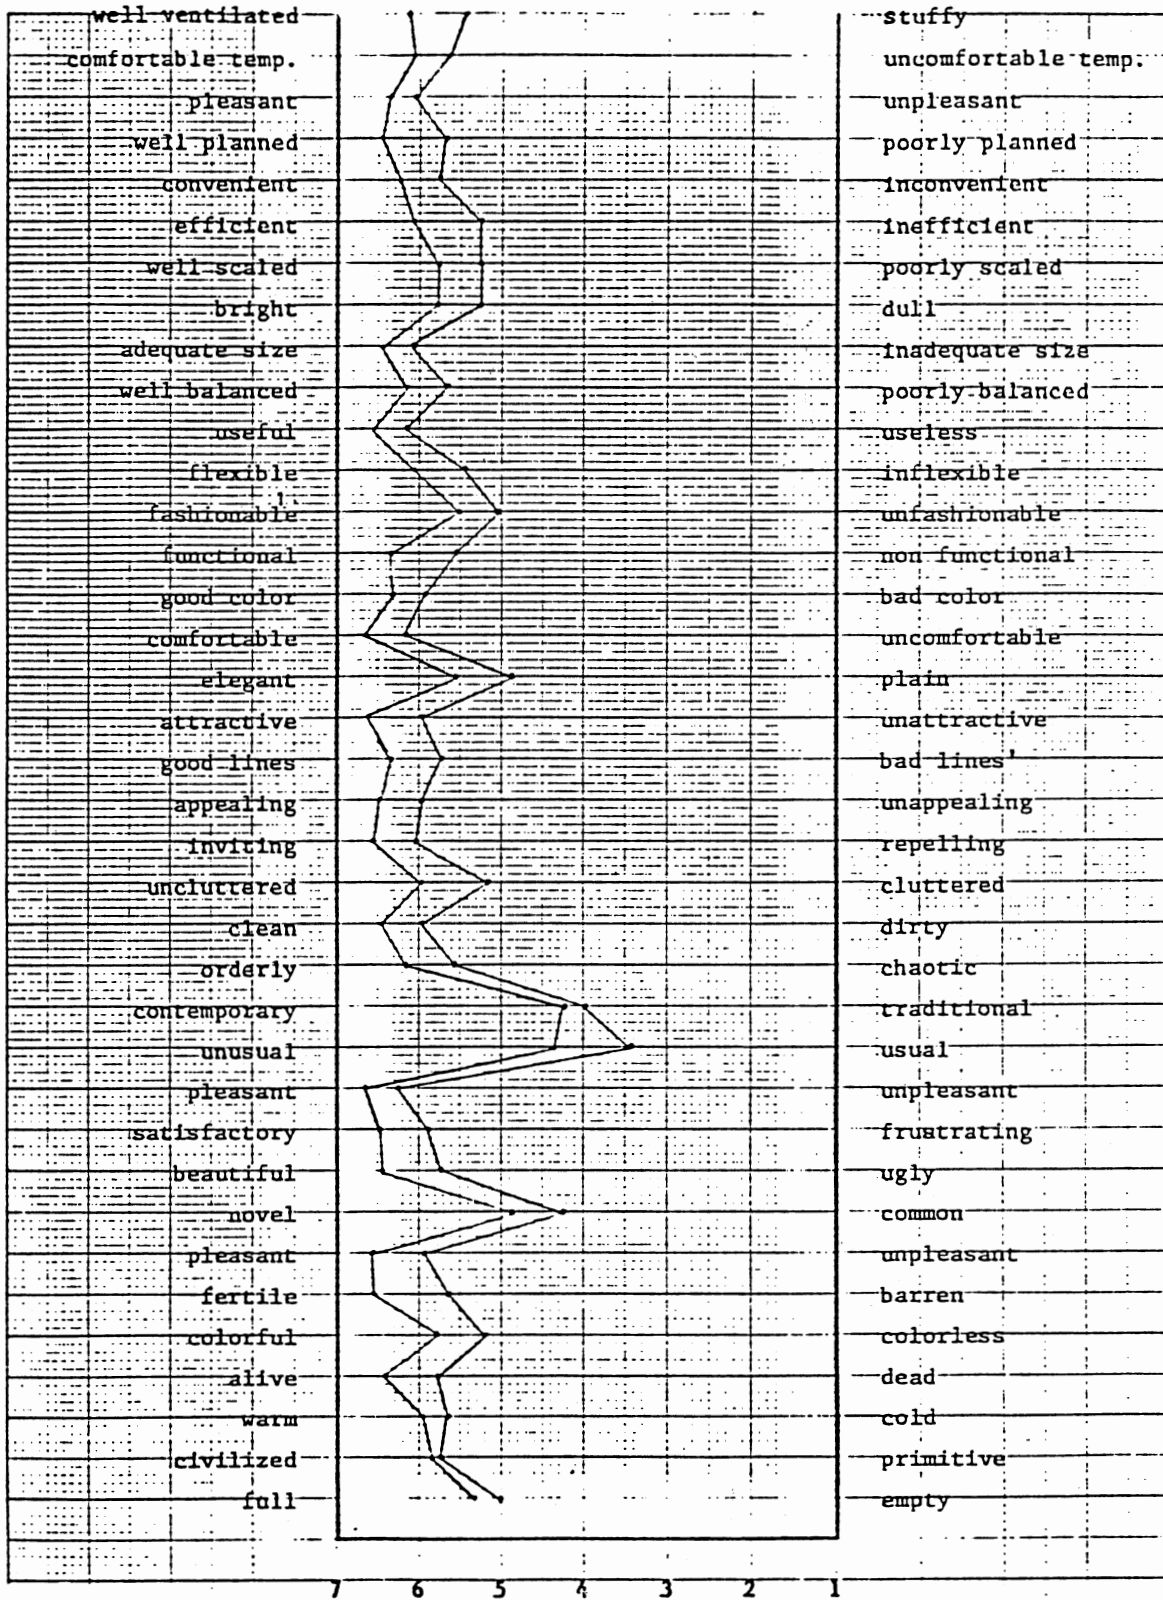 well ventilated stuffy
comfortable temp. uncomfortable temp.
pleasant unpleasant
well planned poorly planned
convenient inconvenient
efficient inefficient
well scaled poorly scaled
bright dull
adequate size inadequate size
well balanced poorly balanced
useful useless
flexible inflexible
fashionable unfashionable
functional non functional
good color bad color
comfortable uncomfortable
elegant plain
attractive unattractive
good lines bad lines'
appealing unappealing
inviting repelling
uncluttered cluttered
clean dirty
orderly chaotic
contemporary traditional
unusual usual
pleasant unpleasant
satisfactory frustrating
beautiful ugly
novel common
pleasant unpleasant
fertile barren
colorful colorless
alive dead
warm cold
civilized primitive
full empty
7 6 5 4 3 2 1